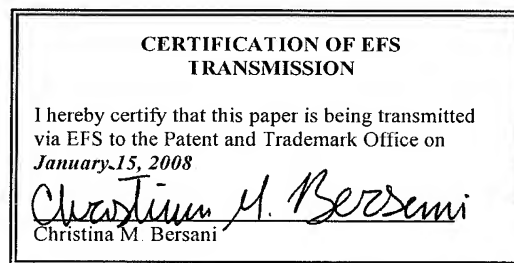 CERTIFICATION OF EFS
TRANSMISSION
I hereby certify that this paper is being transmitted
via EFS to the Patent and Trademark Office on
January 15, 2008
Christina M. Bersani
Christina M. Bersani